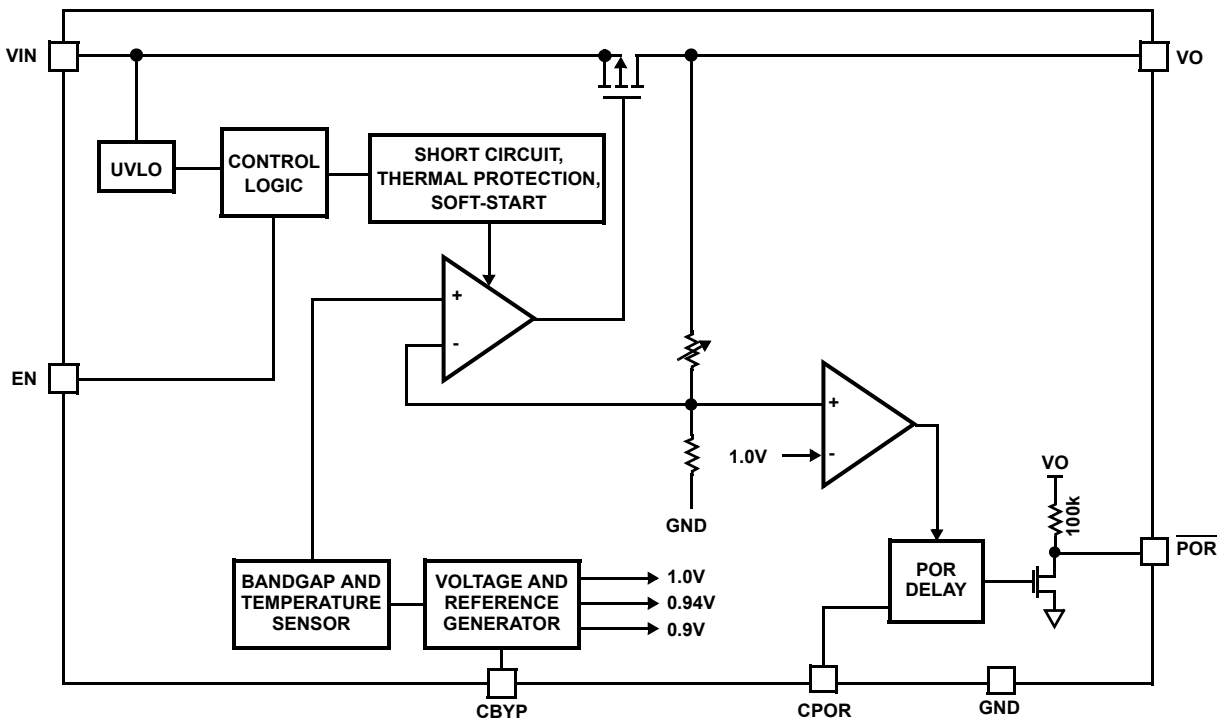 VIN
VO
UVLO
CONTROL
LOGIC
SHORT CIRCUIT,
THERMAL PROTECTION,
SOFT-START
+
-
EN
+
1.0V
-
GND
VO
100k
POR
BANDGAP AND
TEMPERATURE
SENSOR
VOLTAGE AND
REFERENCE
GENERATOR
1.0V
0.94V
0.9V
POR
DELAY
CBYP
CPOR
GND